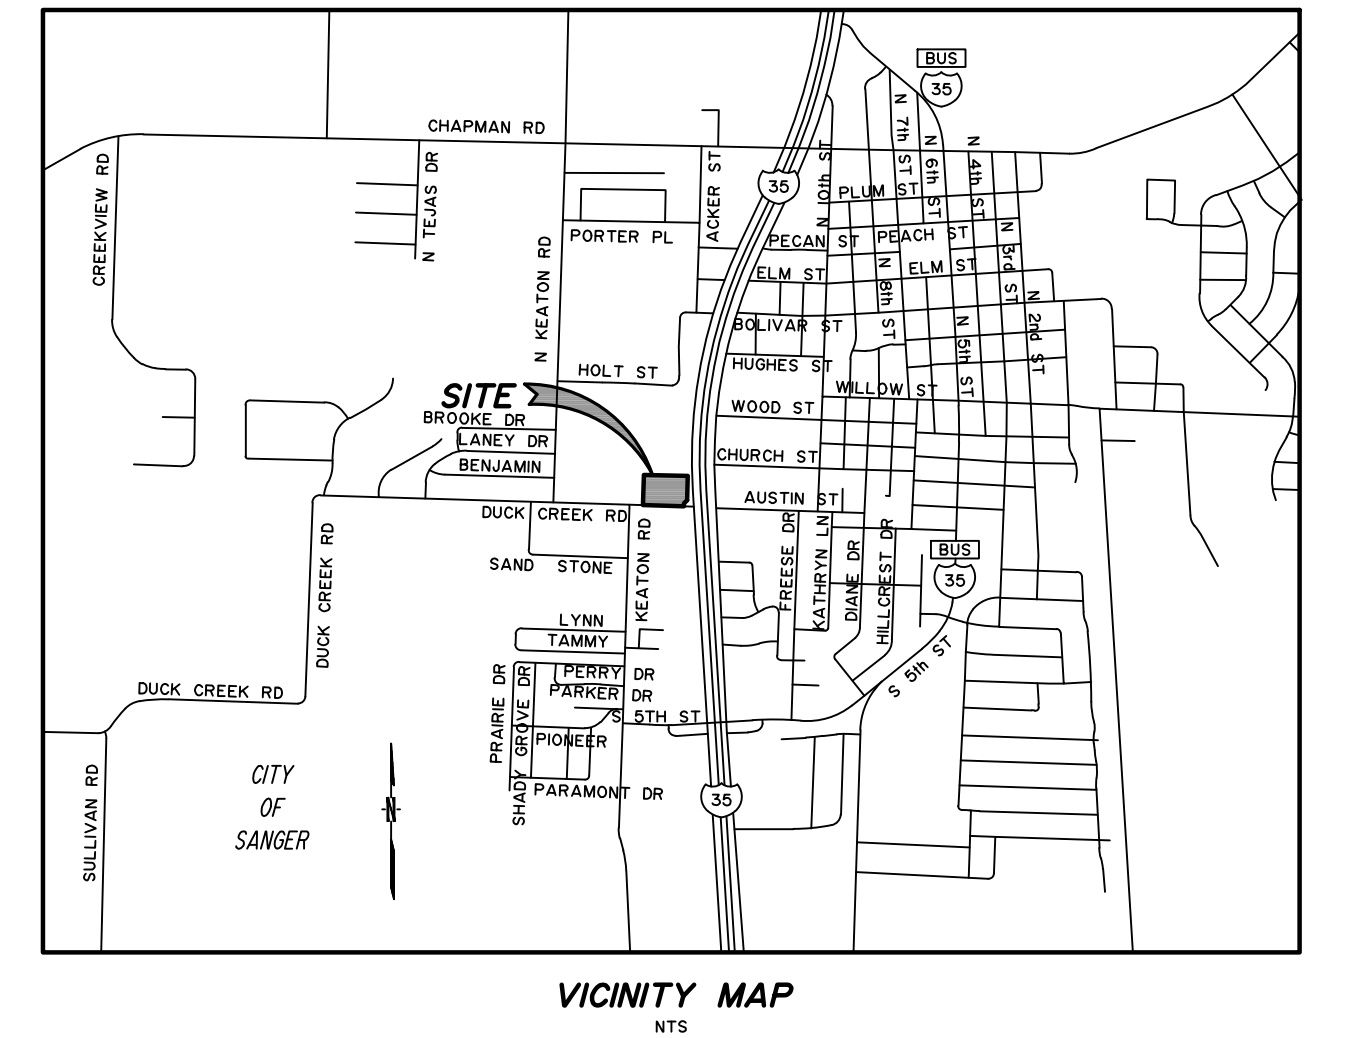 BUS
35
CHAPMAN RD
CREEKVIEW RD
N TEJAS DR
ACKER ST
35
N 10th ST
N 7th ST
N 6th ST
N 4th ST
PLUM ST
PORTER PL
PECAN ST
PEACH ST
N 3rd ST
N KEATON RD
ELM ST
ELM ST
N 8th ST
N 2nd ST
BOLIVAR ST
N 5th ST
HUGHES ST
HOLT ST
WILLOW ST
SITE
WOOD ST
BROOKE DR
LANEY DR
BENJAMIN
CHURCH ST
AUSTIN ST
DUCK CREEK RD
KEATON RD
FREESE DR
KATHRYN LN
DIANE DR
HILLCREST DR
BUS
35
SAND STONE
DUCK CREEK RD
LYNN
TAMMY
PERRY DR
PARKER DR
S 5th ST
DUCK CREEK RD
PRAIRIE DR
SHADY GROVE DR
S 5TH ST
PIONEER
PARAMONT DR
35
SULLIVAN RD
CITY
OF
SANGER
N
VICINITY MAP
NTS